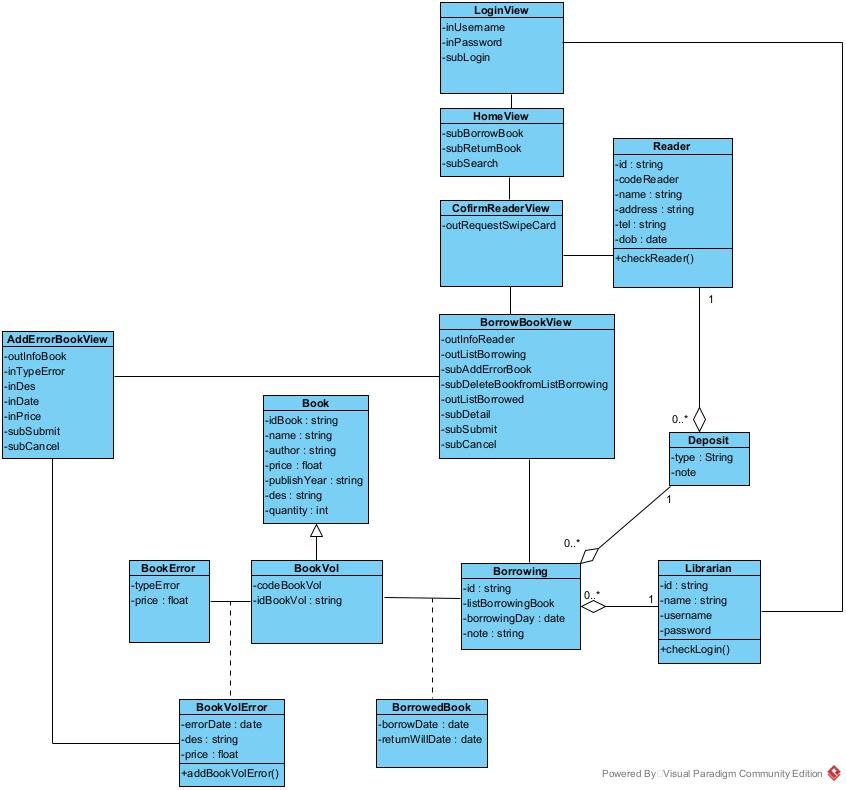 LoginView
-inUsername
-inPassword
-subLogin
HomeView
-subBorrowBook
-subReturnBook
-subSearch
Reader
-id : string
-codeReader
-name : string
-address : string
-tel : string
-dob : date
+checkReader()
CofirmReaderView
-outRequestSwipeCard
1
BorrowBookView
-outInfoReader
-outListBorrowing
-subAddErrorBook
-subDeleteBookfromListBorrowing
-outListBorrowed
-subDetail
-subSubmit
-subCancel
AddErrorBookView
-outInfoBook
-inTypeError
-inDes
-inDate
-inPrice
-subSubmit
-subCancel
Book
-idBook : string
-name : string
-author : string
-price : float
-publishYear : string
-des : string
-quantity : int
0..*
Deposit
-type : String
-note
1
0..*
BookError
-typeError
-price : float
BookVol
-codeBookVol
-idBookVol : string
Borrowing
-id : string
-listBorrowingBook
-borrowingDay : date
-note : string
0..*
1
Librarian
-id : string
-name : string
-username
-password
+checkLogin()
BookVolError
-errorDate : date
-des : string
-price : float
+addBookVolError()
BorrowedBook
-borrowDate : date
-returnWillDate : date
Powered By Visual Paradigm Community Edition